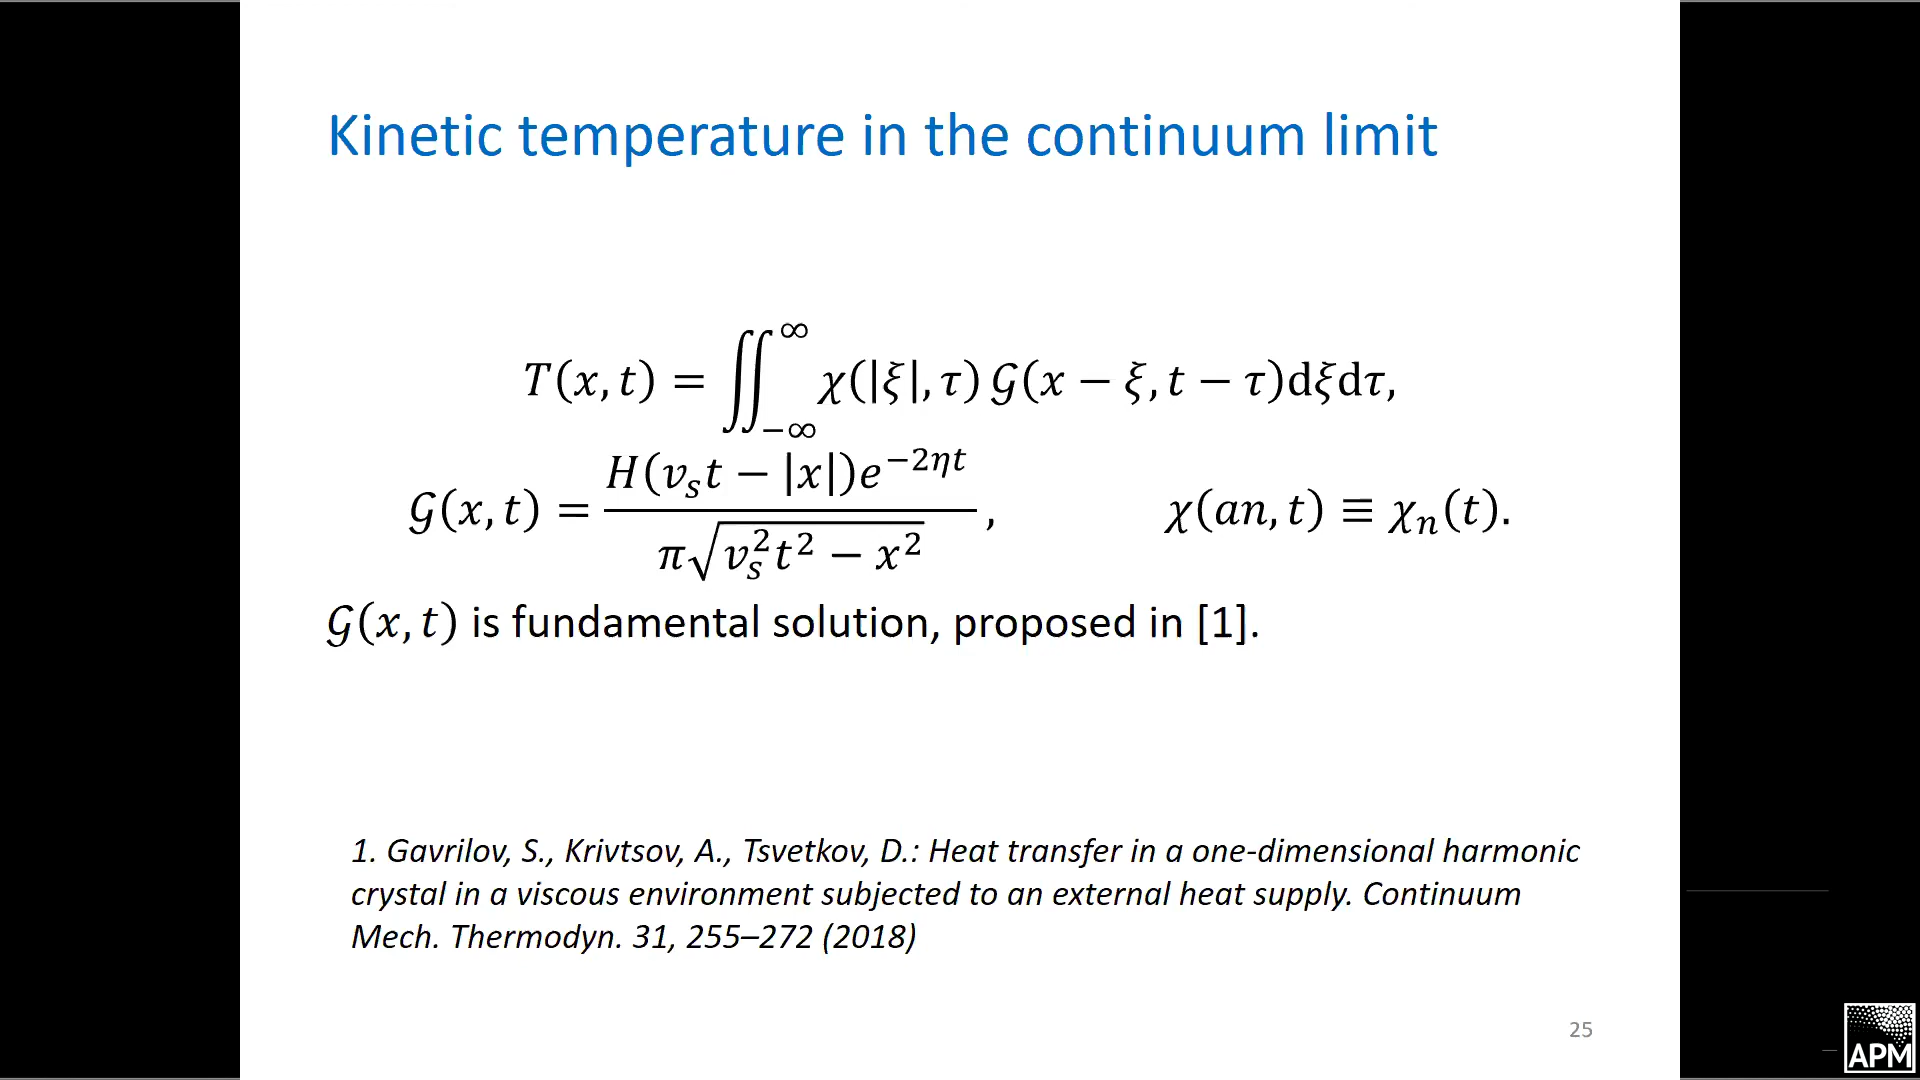 Kinetic temperature in the continuum limit
T(x, t) = ∬_{−∞}^{∞} χ(|ξ|, τ) 𝒢(x − ξ, t − τ)dξdτ,
𝒢(x, t) = \frac{H(v_s t − |x|)e^{−2ηt}}{π\sqrt{v_s^2 t^2 − x^2}}, χ(an, t) ≡ χ_n(t).
𝒢(x, t) is fundamental solution, proposed in [1].
1. Gavrilov, S., Krivtsov, A., Tsvetkov, D.: Heat transfer in a one-dimensional harmonic
crystal in a viscous environment subjected to an external heat supply. Continuum
Mech. Thermodyn. 31, 255–272 (2018)
25
APM